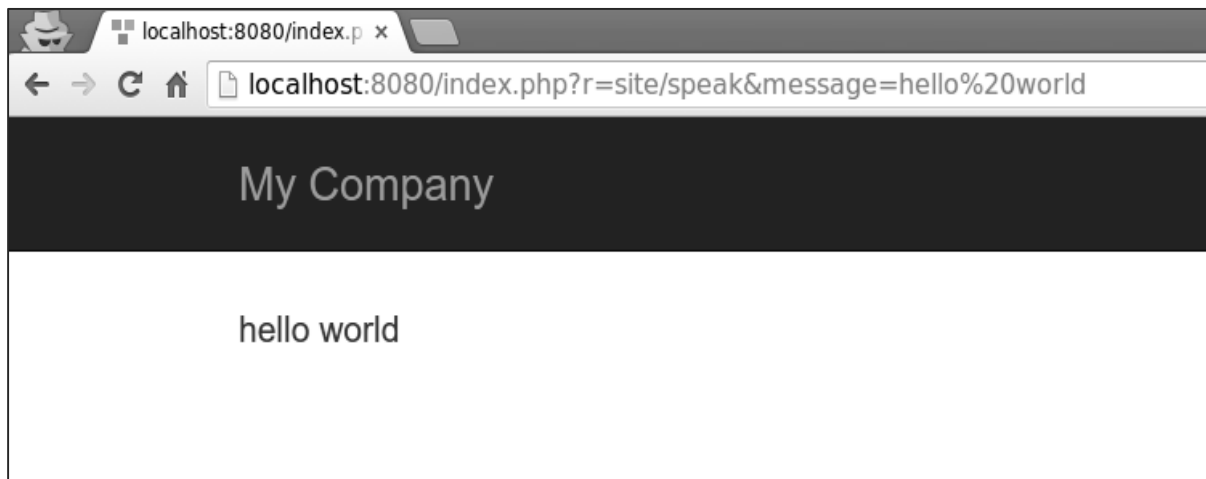 localhost:8080/index.p
localhost:8080/index.php?r=site/speak&message=hello%20world
My Company
hello world